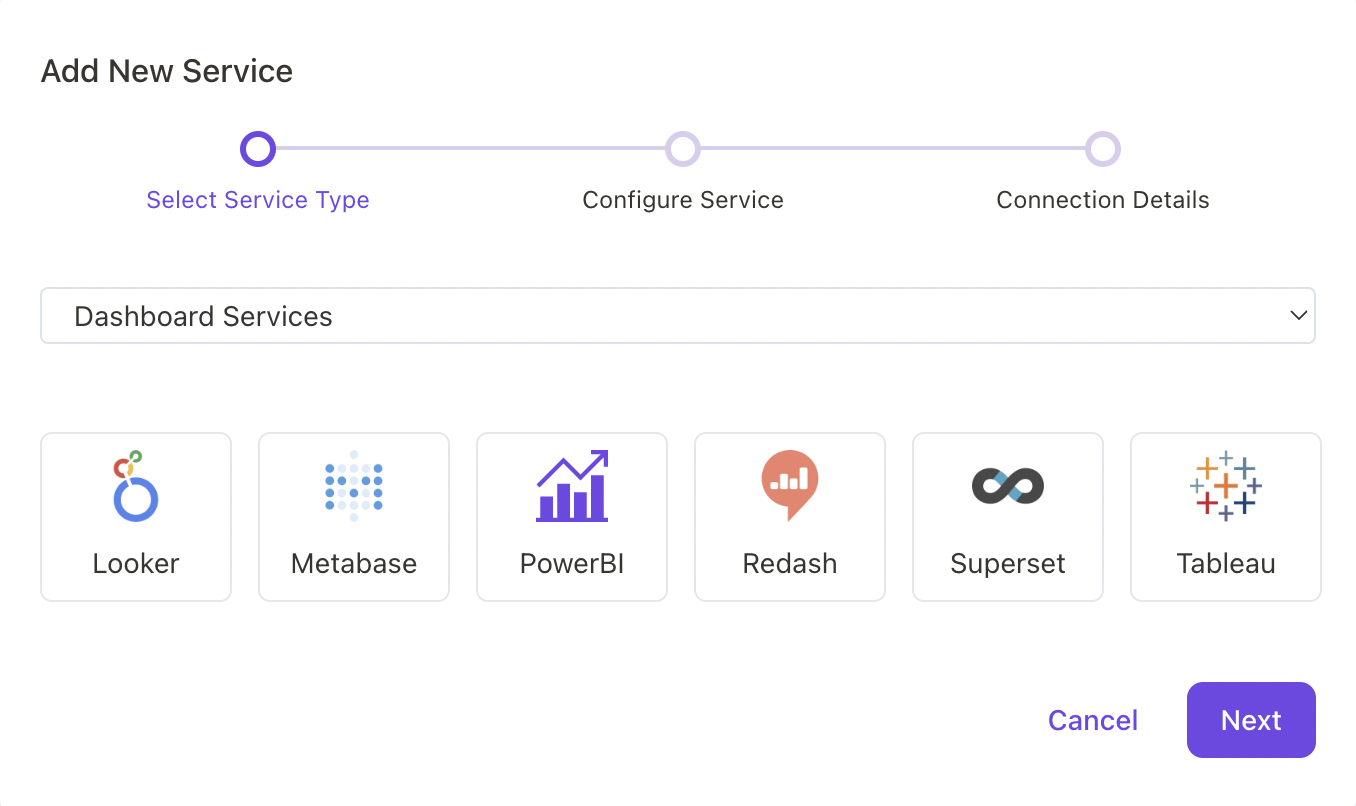 Add New Service
Select Service Type Configure Service Connection Details
Dashboard Services
Looker Metabase PowerBI Redash Superset Tableau
Cancel Next